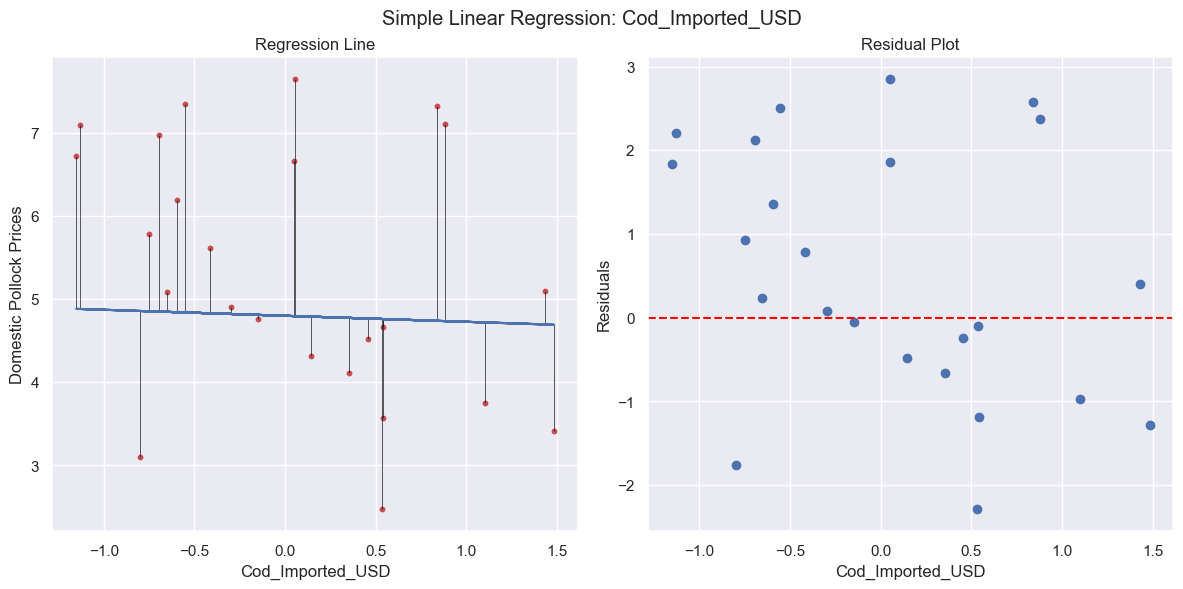 Simple Linear Regression: Cod_Imported_USD
Regression Line
Domestic Pollock Prices
7
6
5
4
3
−1.0 −0.5 0.0 0.5 1.0 1.5
Cod_Imported_USD
Residual Plot
Residuals
3
2
1
0
−1
−2
−1.0 −0.5 0.0 0.5 1.0 1.5
Cod_Imported_USD